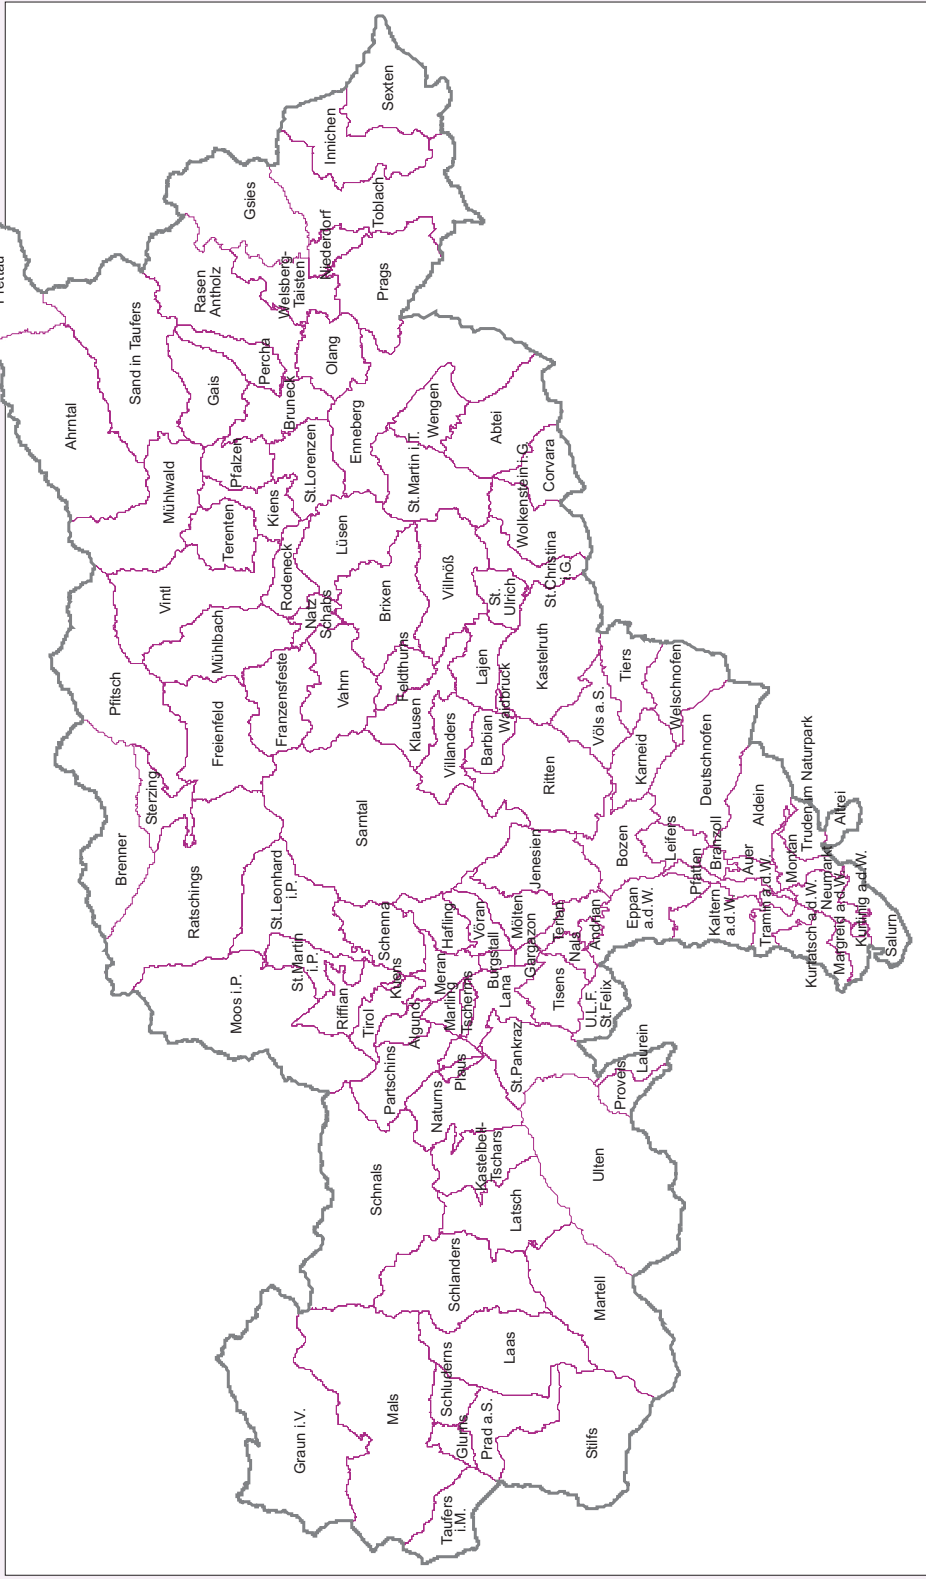 Prettau
Ahrntal
Sand in Taufers
Mühlwald
Gais
Rasen
Antholz
Gsies
Percha
Bruneck
Pfalzen
Terenten
Kiens
St.Lorenzen
Olang
Welsberg-
Taisten
Niederdorf
Toblach
Innichen
Sexten
Prags
Enneberg
Wengen
St.Martin i.T.
Abtei
Corvara
Wolkenstein i.G.
St.Christina
i.G.
St.
Ulrich
Lüsen
Rodeneck
Natz
Schabs
Vintl
Mühlbach
Pfitsch
Freienfeld
Franzensfeste
Vahrn
Brixen
Villnöß
Feldthurns
Klausen
Villanders
Barbian
Waidbruck
Lajen
Kastelruth
Völs a.S.
Tiers
Welschnofen
Karneid
Ritten
Deutschnofen
Brenner
Sterzing
Ratschings
Sarntal
St.Leonhard
i.P.
St.Martin
i.P.
Moos i.P.
Riffian
Tirol
Kuens
Schenna
Hafling
Meran
Vöran
Mölten
Jenesien
Burgstall
Gargazon
Terlan
Nals
Andrian
Bozen
Leifers
Pfatten
Branzoll
Eppan
a.d.W.
Kaltern
a.d.W.
Auer
Aldein
Montan
Truden im Naturpark
Altrei
Tramin a.d.W.
Neumarkt
Kurtatsch a.d.W.
Margreid a.d.W.
Kurtinig a.d.W.
Salurn
Algund
Marling
Tscherms
Lana
Tisens
U.L.F.
St.Felix
Laurein
Provels
St.Pankraz
Partschins
Plaus
Naturns
Kastelbell-
Tschars
Schnals
Latsch
Ulten
Martell
Schlanders
Laas
Schluderns
Glurns
Prad a.S.
Stilfs
Mals
Graun i.V.
Taufers
i.M.